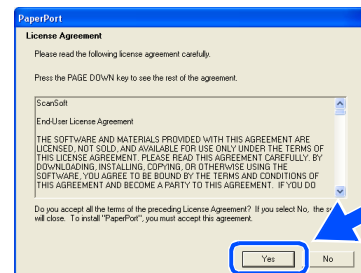 PaperPort
License Agreement
Please read the following license agreement carefully.
Press the PAGE DOWN key to see the rest of the agreement.
ScanSoft
End-User License Agreement
THE SOFTWARE AND MATERIALS PROVIDED WITH THIS AGREEMENT ARE
LICENSED, NOT SOLD, AND AVAILABLE FOR USE ONLY UNDER THE TERMS OF
THIS LICENSE AGREEMENT. PLEASE READ THIS AGREEMENT CAREFULLY. BY
DOWNLOADING, INSTALLING, COPYING, OR OTHERWISE USING THE
SOFTWARE, YOU AGREE TO BE BOUND BY THE TERMS AND CONDITIONS OF
THIS AGREEMENT AND BECOME A PARTY TO THIS AGREEMENT. IF YOU DO
Do you accept all the terms of the preceding License Agreement? If you select No, the
will close. To install "PaperPort", you must accept this agreement.
Yes
No